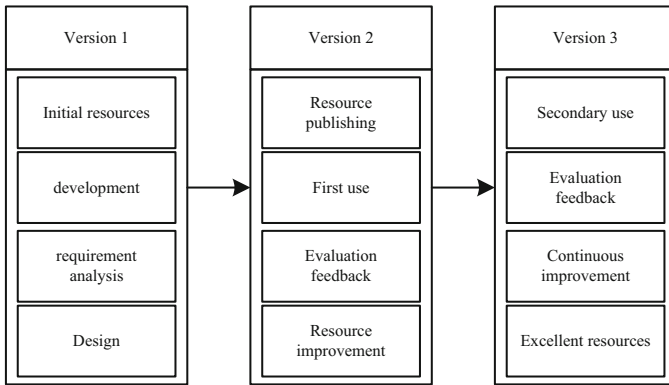 Version 1
Initial resources
development
requirement
analysis
Design
Version 2
Resource
publishing
First use
Evaluation
feedback
Resource
improvement
Version 3
Secondary use
Evaluation
feedback
Continuous
improvement
Excellent resources